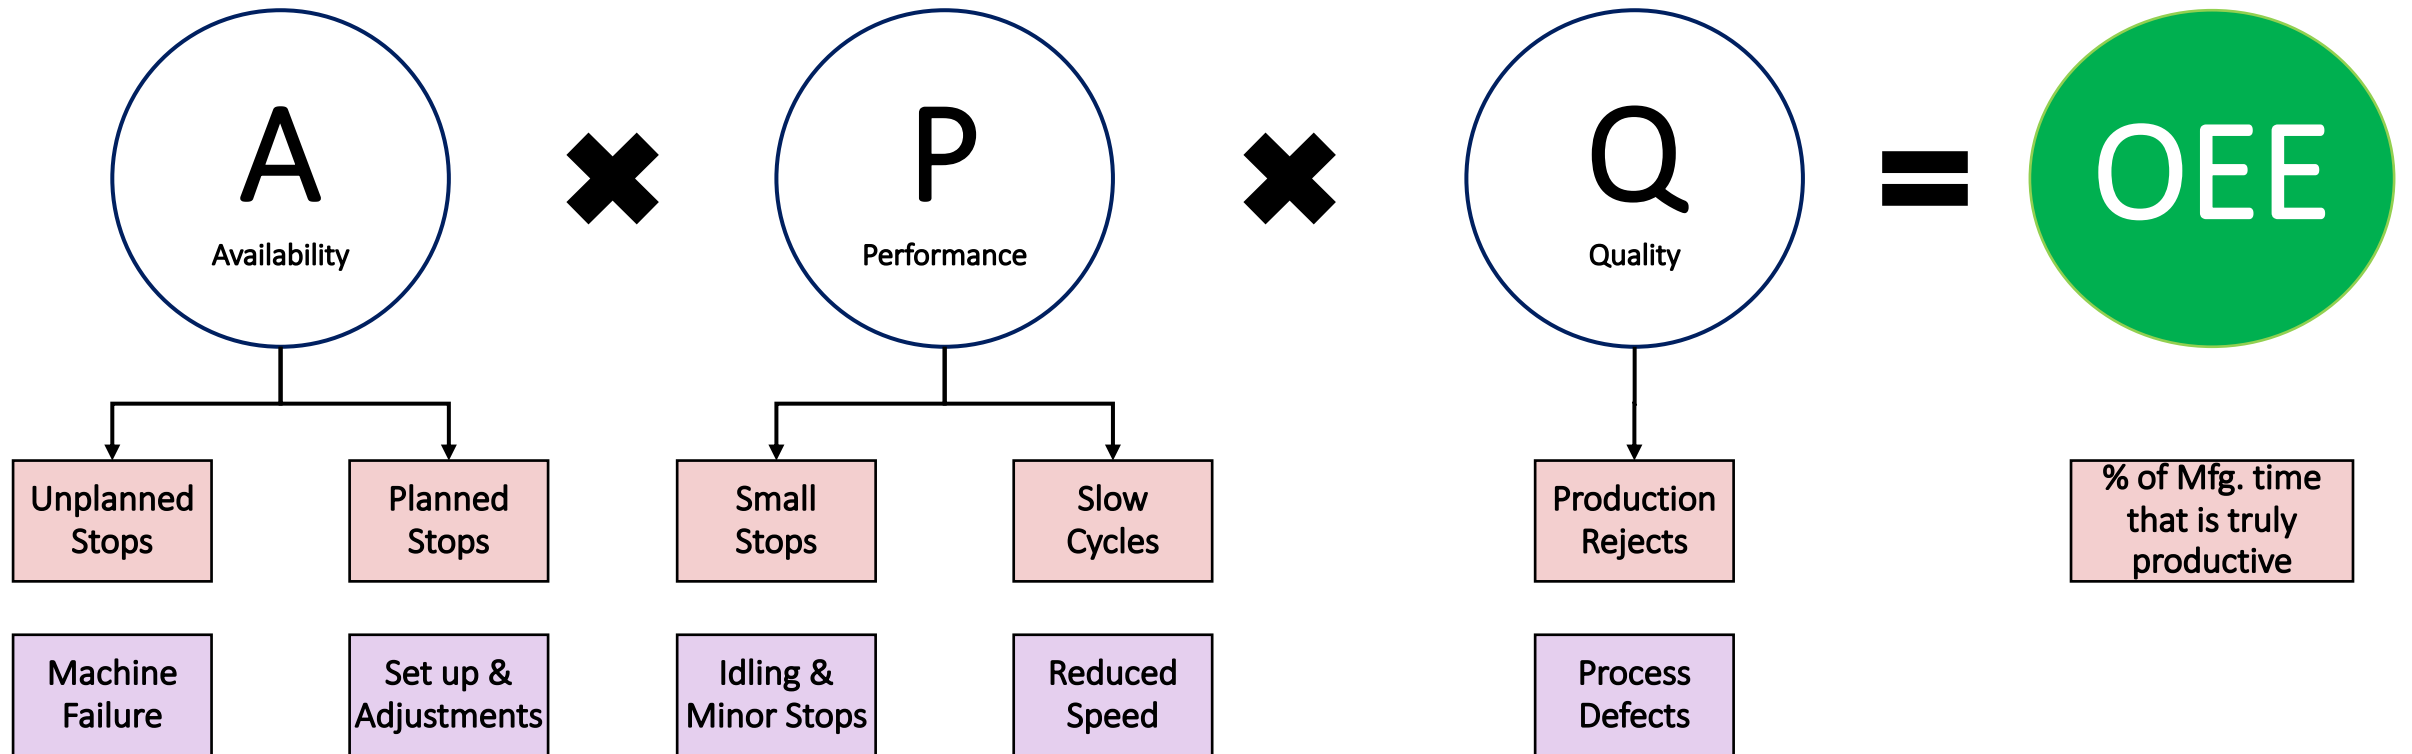 A
Availability
P
Performance
Q
Quality
OEE
Unplanned
Stops
Planned
Stops
Small
Stops
Slow
Cycles
Production
Rejects
% of Mfg. time
that is truly
productive
Machine
Failure
Set up &
Adjustments
Idling &
Minor Stops
Reduced
Speed
Process
Defects